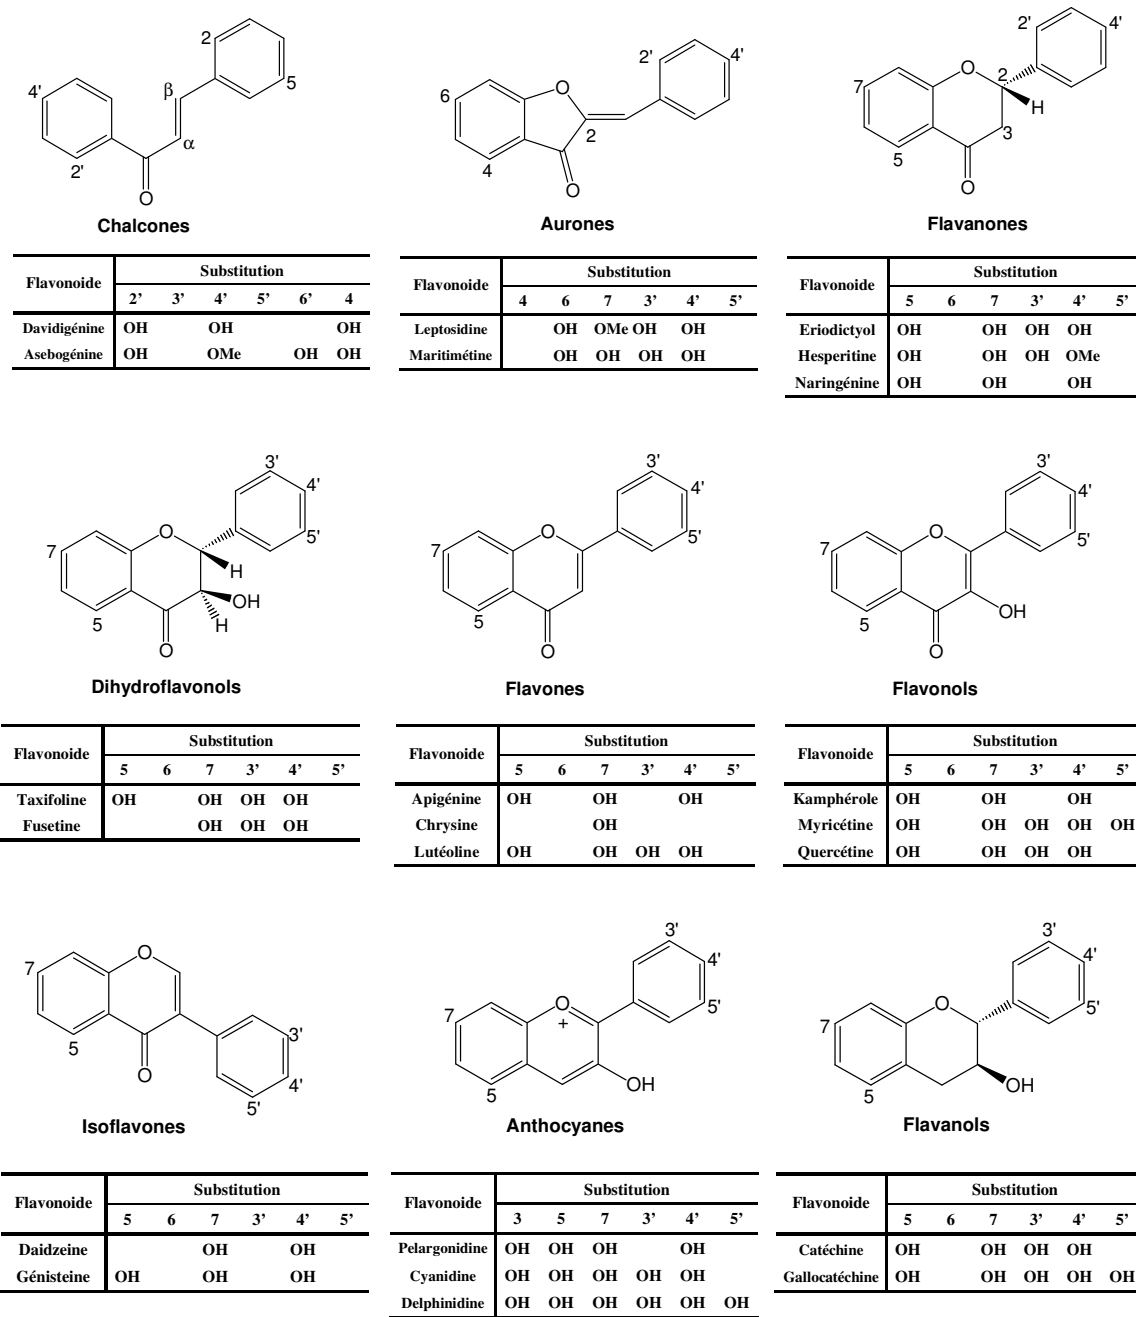 2
5
β
α
4'
2'
O
Chalcones
2'
4'
6
O
2
4
O
Aurones
2'
4'
7
O
2
H
3
5
O
Flavanones
Flavonoide Substitution
2’ 3’ 4’ 5’ 6’ 4
Davidigénine OH OH OH
Asebogénine OH OMe OH OH
Flavonoide Substitution
4 6 7 3’ 4’ 5’
Leptosidine OH OMe OH OH
Maritimétine OH OH OH OH
Flavonoide Substitution
5 6 7 3’ 4’ 5’
Eriodictyol OH OH OH OH
Hesperitine OH OH OH OMe
Naringénine OH OH OH
3'
4'
5'
7
O
H
OH
H
5
O
Dihydroflavonols
3'
4'
5'
7
O
5
O
Flavones
3'
4'
5'
7
O
OH
5
O
Flavonols
Flavonoide Substitution
5 6 7 3’ 4’ 5’
Taxifoline OH OH OH OH
Fusetine OH OH OH
Flavonoide Substitution
5 6 7 3’ 4’ 5’
Apigénine OH OH OH
Chrysine OH
Lutéoline OH OH OH OH
Flavonoide Substitution
5 6 7 3’ 4’ 5’
Kamphérole OH OH OH
Myricétine OH OH OH OH OH
Quercétine OH OH OH OH
7
O
5
O
3'
4'
5'
Isoflavones
3'
4'
5'
7
O
+
OH
5
Anthocyanes
3'
4'
5'
7
O
OH
5
Flavanols
Flavonoide Substitution
5 6 7 3’ 4’ 5’
Daidzeine OH OH
Génisteine OH OH OH
Flavonoide Substitution
3 5 7 3’ 4’ 5’
Pelargonidine OH OH OH OH
Cyanidine OH OH OH OH OH
Delphinidine OH OH OH OH OH OH
Flavonoide Substitution
5 6 7 3’ 4’ 5’
Catéchine OH OH OH OH
Gallocatéchine OH OH OH OH OH